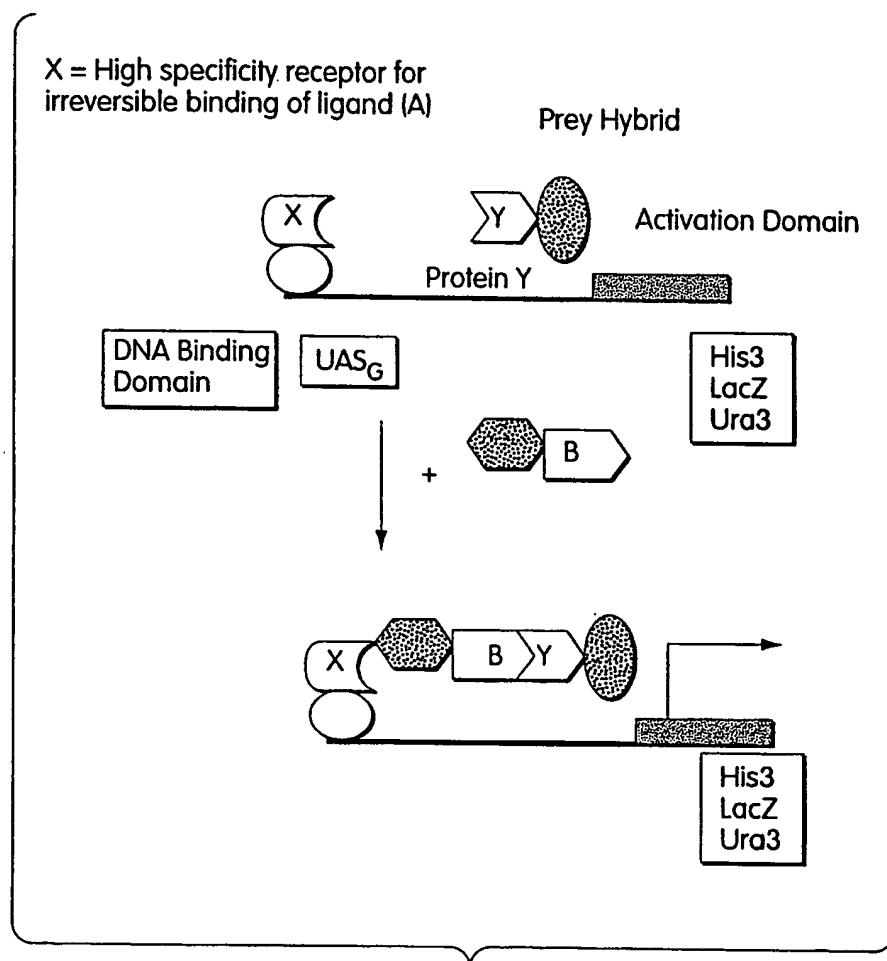 X = High specificity receptor for
irreversible binding of ligand (A)
Prey Hybrid
X
Y
Activation Domain
Protein Y
DNA Binding
Domain
UASG
His3
LacZ
Ura3
+
B
X
B
Y
His3
LacZ
Ura3